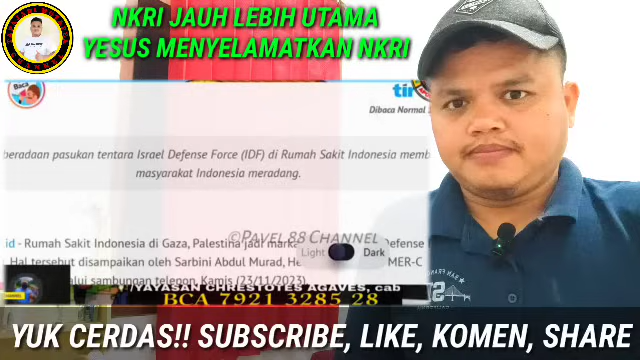 NKRI JAUH LEBIH UTAMA
YESUS MENYELAMATKAN NKRI
Baca
tir
Dibaca Normal
beradaan pasukan tentara Israel Defense Force (IDF) di Rumah Sakit Indonesia memb
masyarakat Indonesia meradang.
id - Rumah Sakit Indonesia di Gaza, Palestina jadi marka Defense F
Hal tersebut disampaikan oleh Sarbini Abdul Murad, He MER-C
lui sambungan telepon, Kamis (23/11/2023)
©PAVEL 88 CHANNEL
Light Dark
YAYASAN CHRESTOTES AGAVES, cab
BCA 7921 3285 28
YUK CERDAS!! SUBSCRIBE, LIKE, KOMEN, SHARE